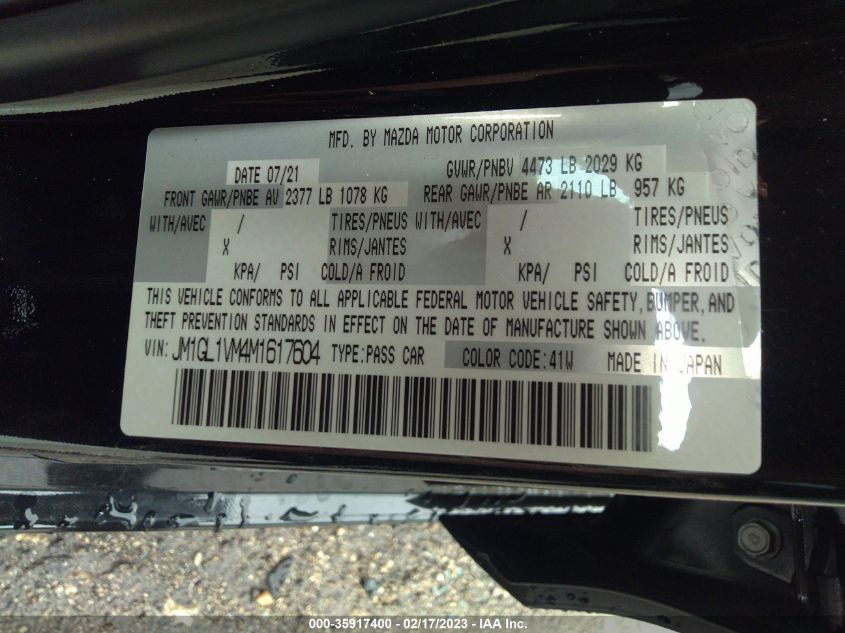 MFD. BY MAZDA MOTOR CORPORATION
DATE 07/21 GVWR/PNBV 4473 LB 2029 KG
FRONT GAWR/PNBE AV 2377 LB 1078 KG REAR GAWR/PNBE AR 2110 LB 957 KG
WITH/AVEC / TIRES/PNEUS WITH/AVEC / TIRES/PNEUS
X RIMS/JANTES X RIMS/JANTES
KPA/ PSI COLD/A FROID KPA/ PSI COLD/A FROID
THIS VEHICLE CONFORMS TO ALL APPLICABLE FEDERAL MOTOR VEHICLE SAFETY, BUMPER, AND
THEFT PREVENTION STANDARDS IN EFFECT ON THE DATE OF MANUFACTURE SHOWN ABOVE.
VIN: JM1GL1VM4M1617604 TYPE:PASS CAR COLOR CODE:41W MADE IN JAPAN
000-35917400 - 02/17/2023 - IAA Inc.